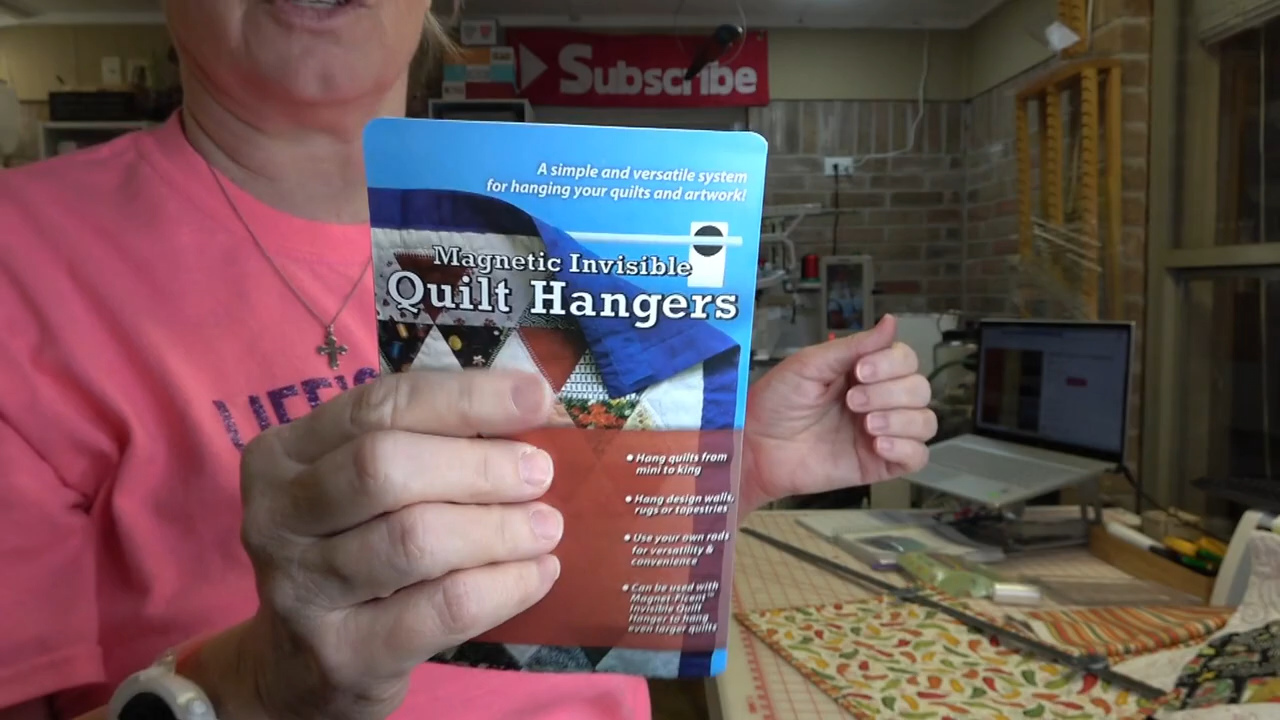 Subscribe
A simple and versatile system
for hanging your quilts and artwork!
Magnetic Invisible
Quilt Hangers
LIFE'S
• Hang quilts from
mini to king
• Hang design walls,
rugs or tapestries
• Use your own rods
for versatility &
convenience
• Can be used with
Magnet-Ficent™
Invisible Quilt
Hanger to hang
even larger quilts